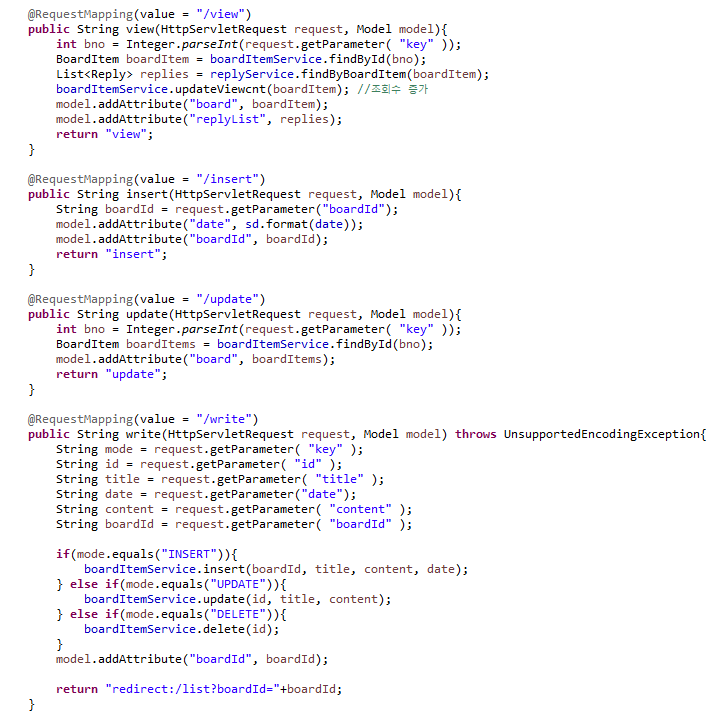 @RequestMapping(value = "/view")
public String view(HttpServletRequest request, Model model){
    int bno = Integer.parseInt(request.getParameter( "key" ));
    BoardItem boardItem = boardItemService.findById(bno);
    List<Reply> replies = replyService.findByBoardItem(boardItem);
    boardItemService.updateViewcnt(boardItem); //조회수 증가
    model.addAttribute("board", boardItem);
    model.addAttribute("replyList", replies);
    return "view";
}

@RequestMapping(value = "/insert")
public String insert(HttpServletRequest request, Model model){
    String boardId = request.getParameter("boardId");
    model.addAttribute("date", sd.format(date));
    model.addAttribute("boardId", boardId);
    return "insert";
}

@RequestMapping(value = "/update")
public String update(HttpServletRequest request, Model model){
    int bno = Integer.parseInt(request.getParameter( "key" ));
    BoardItem boardItems = boardItemService.findById(bno);
    model.addAttribute("board", boardItems);
    return "update";
}

@RequestMapping(value = "/write")
public String write(HttpServletRequest request, Model model) throws UnsupportedEncodingException{
    String mode = request.getParameter( "key" );
    String id = request.getParameter( "id" );
    String title = request.getParameter( "title" );
    String date = request.getParameter("date");
    String content = request.getParameter( "content" );
    String boardId = request.getParameter( "boardId" );

    if(mode.equals("INSERT")){
        boardItemService.insert(boardId, title, content, date);
    } else if(mode.equals("UPDATE")){
        boardItemService.update(id, title, content);
    } else if(mode.equals("DELETE")){
        boardItemService.delete(id);
    }
    model.addAttribute("boardId", boardId);

    return "redirect:/list?boardId="+boardId;
}